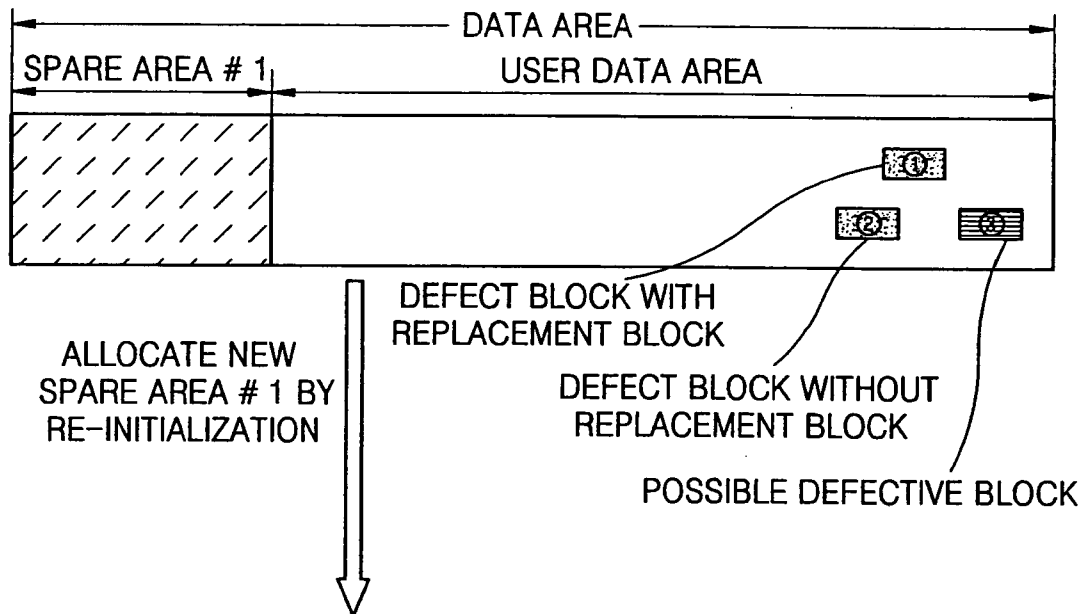 DATA AREA
SPARE AREA # 1
USER DATA AREA
①
②
③
DEFECT BLOCK WITH
REPLACEMENT BLOCK
ALLOCATE NEW
SPARE AREA # 1 BY
RE-INITIALIZATION
DEFECT BLOCK WITHOUT
REPLACEMENT BLOCK
POSSIBLE DEFECTIVE BLOCK